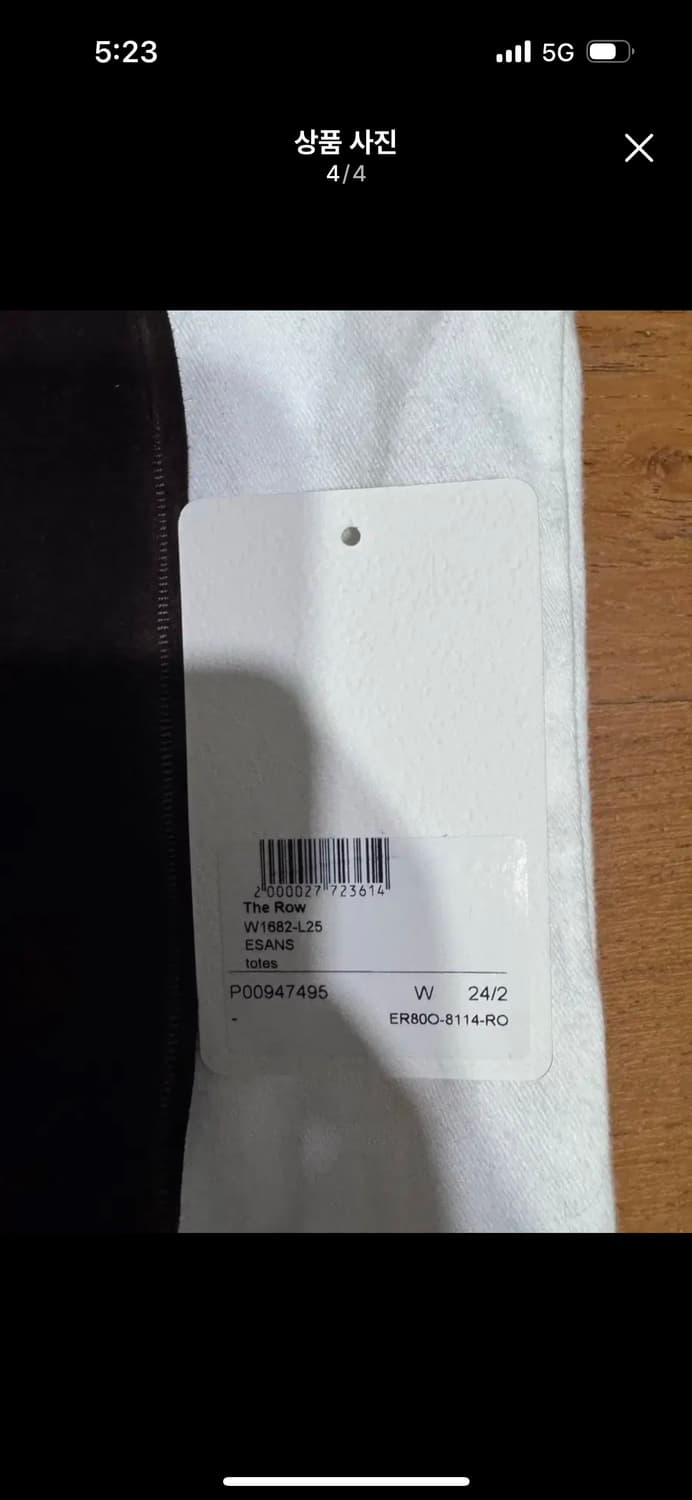 5:23
5G
상품 사진
4/4
2 000027 723614
The Row
W1682-L25
ESANS
totes
P00947495 W 24/2
- ER80O-8114-RO